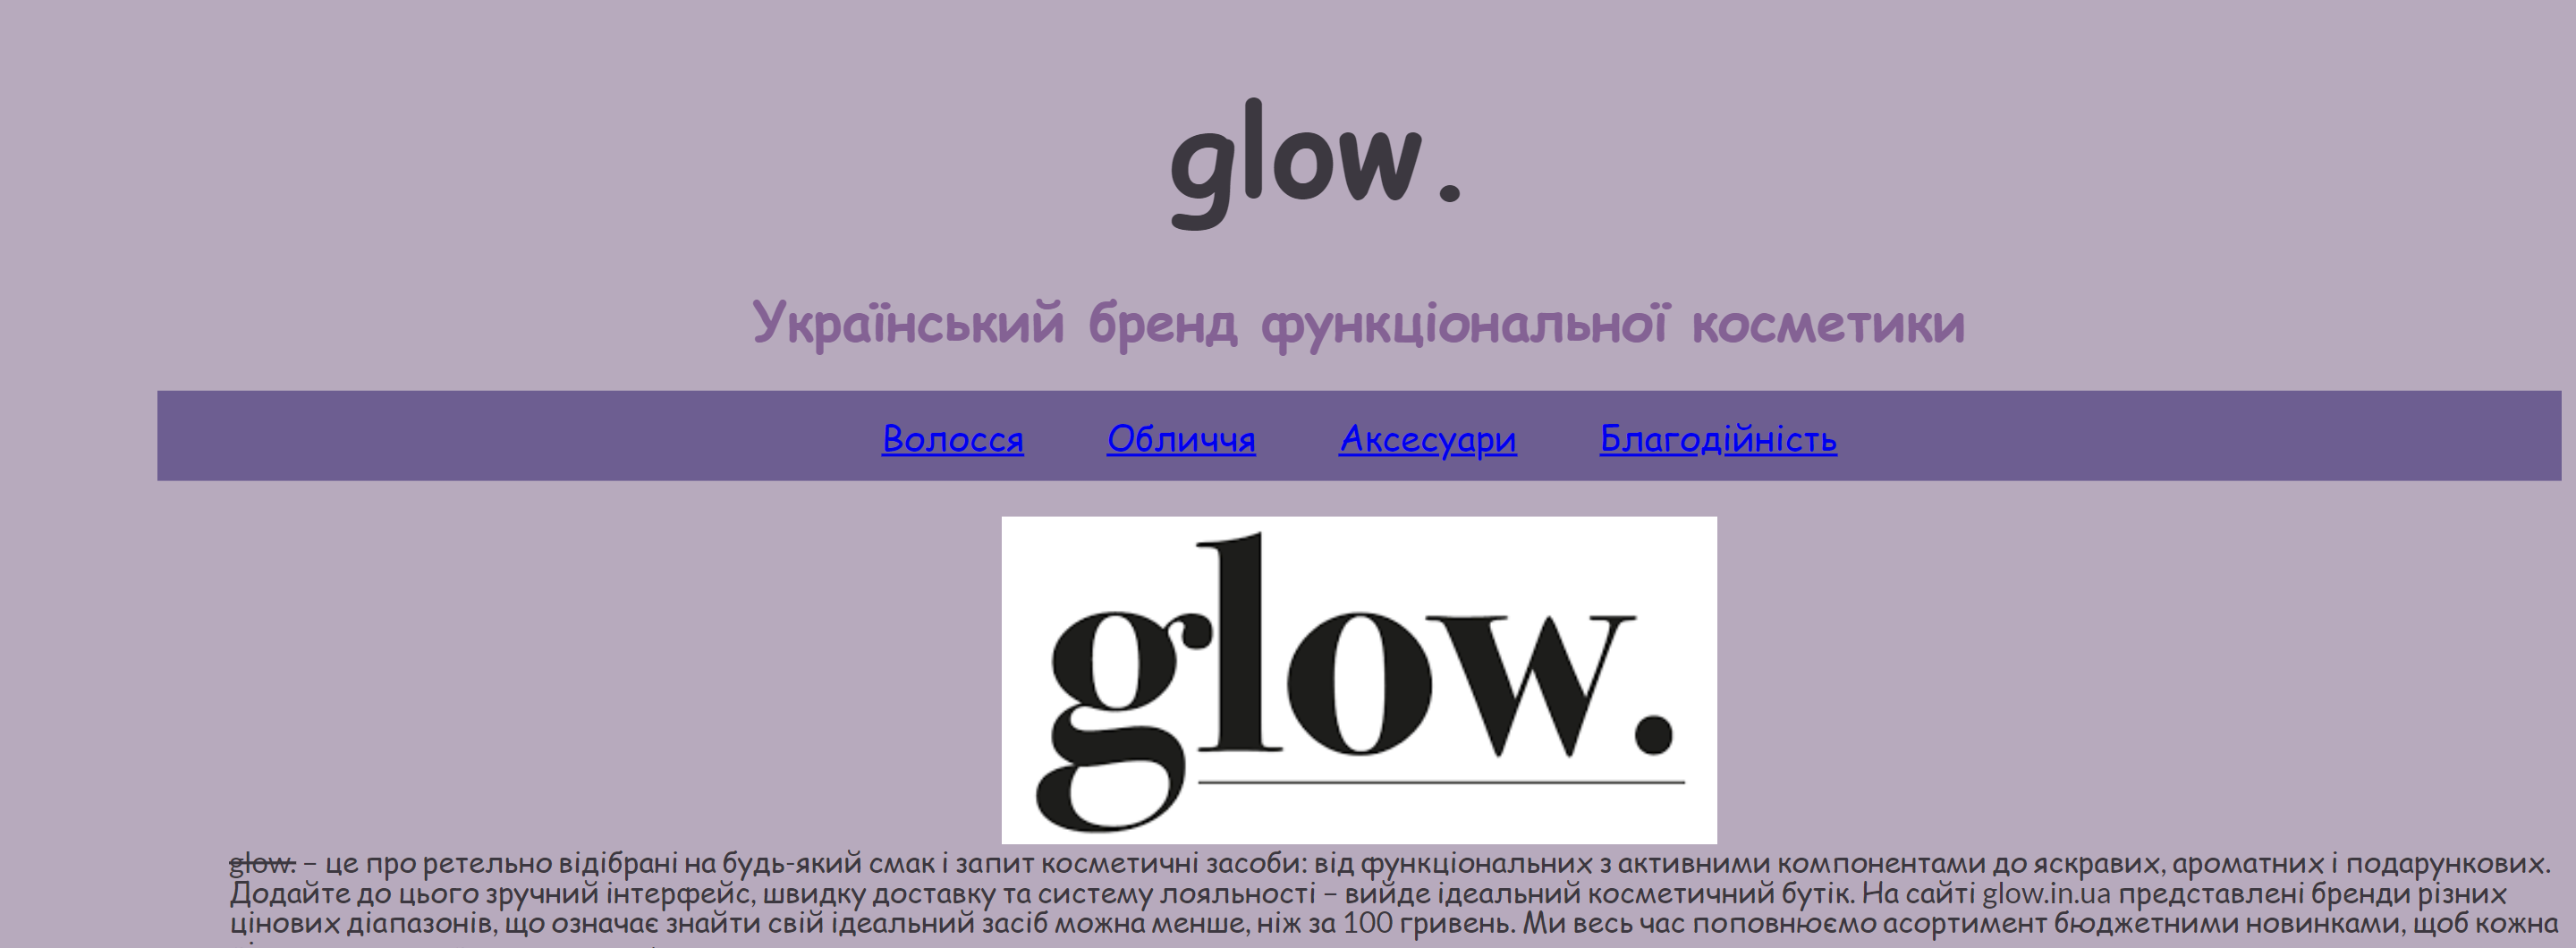 glow.
Український бренд функціональної косметики
Волосся Обличчя Аксесуари Благодійність
glow.
glow. – це про ретельно відібрані на будь-який смак і запит косметичні засоби: від функціональних з активними компонентами до яскравих, ароматних і подарункових.
Додайте до цього зручний інтерфейс, швидку доставку та систему лояльності – вийде ідеальний косметичний бутік. На сайті glow.in.ua представлені бренди різних
цінових діапазонів, що означає знайти свій ідеальний засіб можна менше, ніж за 100 гривень. Ми весь час поповнюємо асортимент бюджетними новинками, щоб кожна